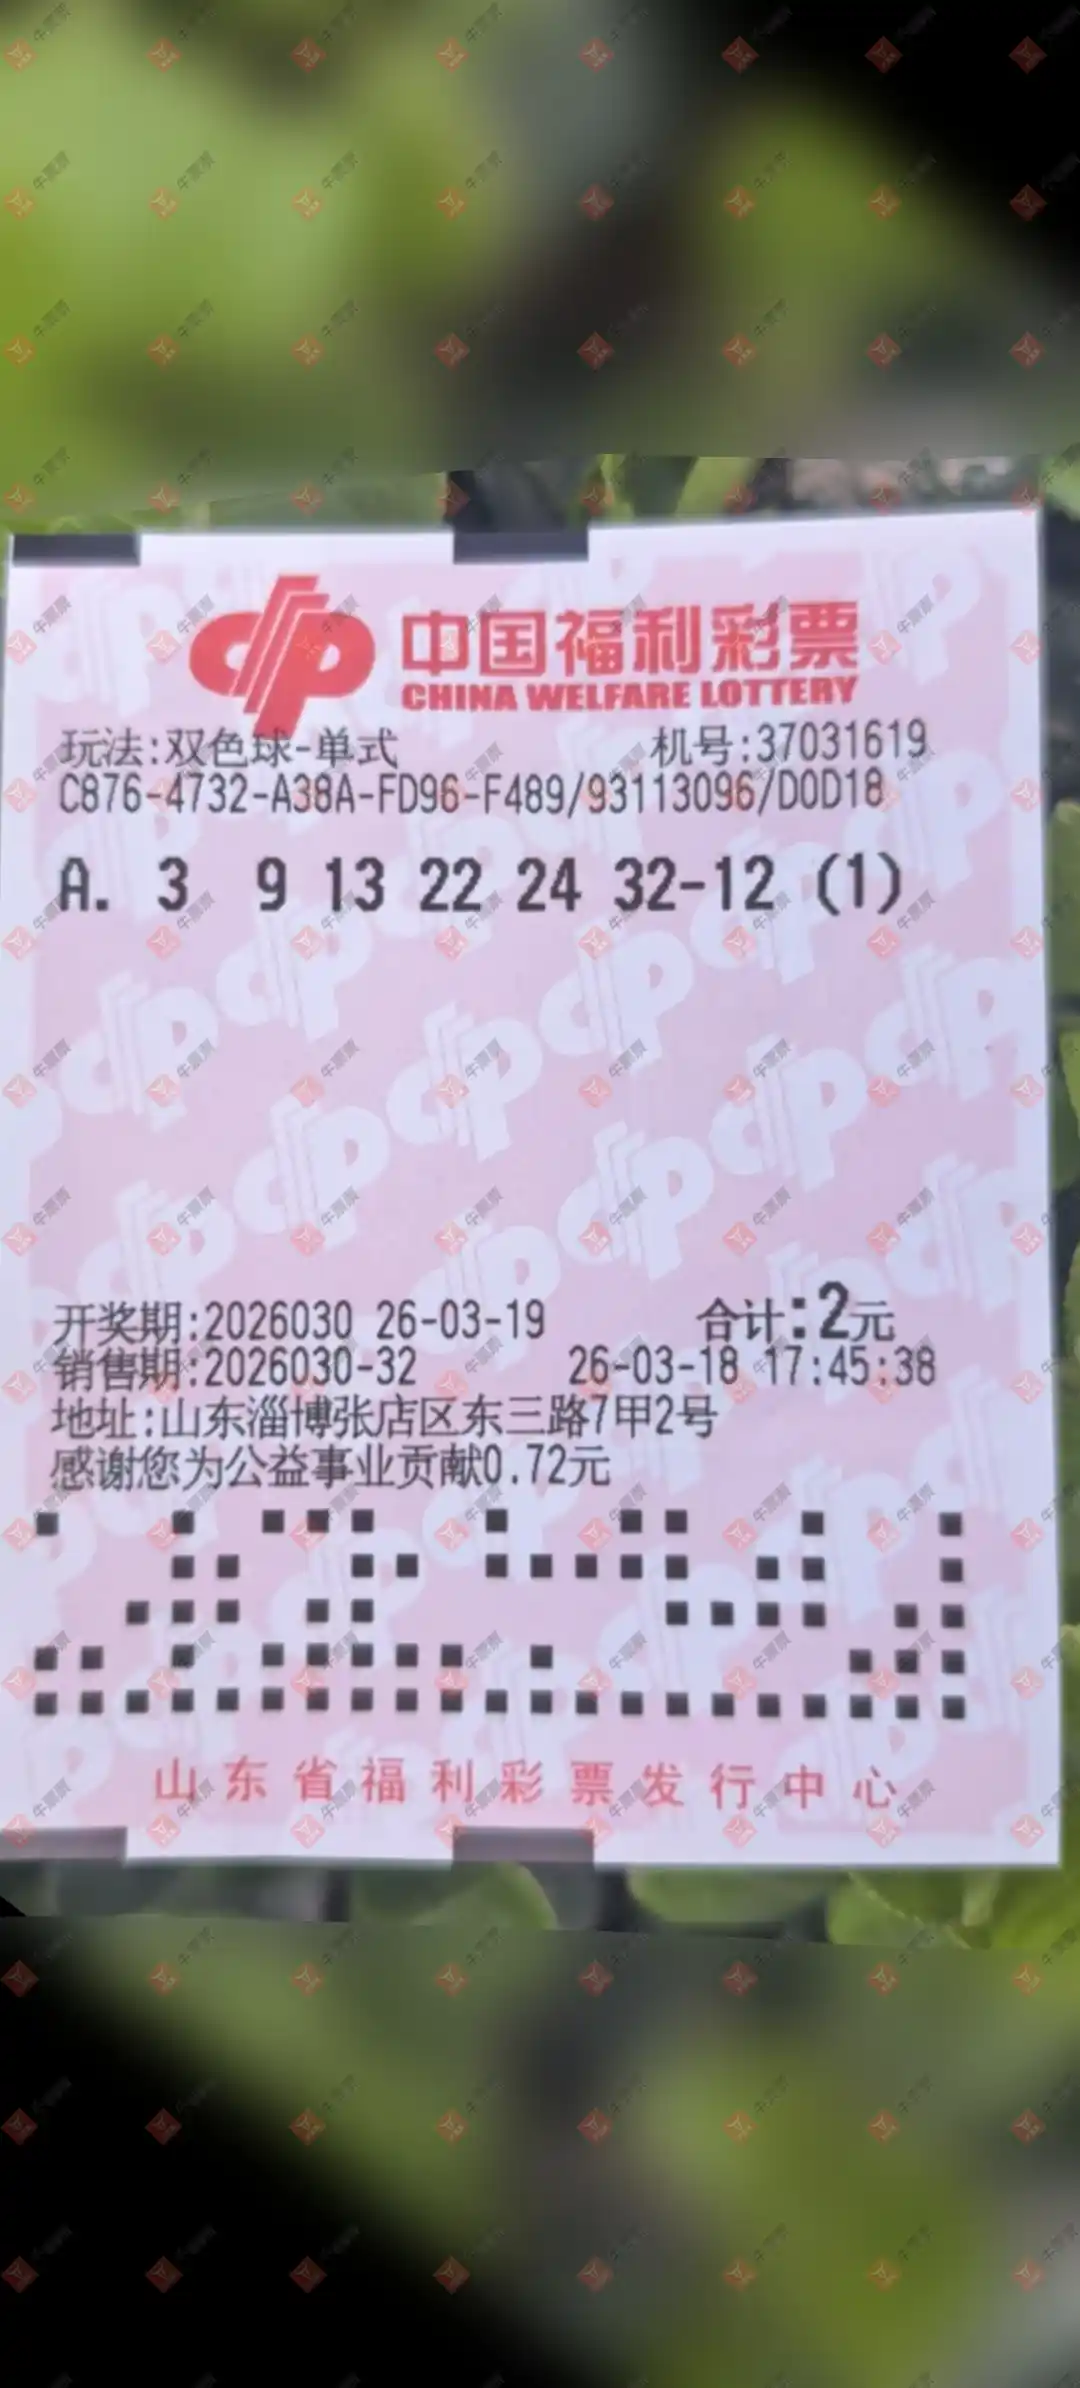 中国福利彩票
CHINA WELFARE LOTTERY
玩法:双色球-单式 机号:37031619
C876-4732-A38A-FD96-F489/93113096/D0D18
A. 3 9 13 22 24 32-12 (1)
开奖期:2026030 26-03-19 合计:2元
销售期:2026030-32 26-03-18 17:45:38
地址:山东淄博张店区东三路7甲2号
感谢您为公益事业贡献0.72元
山东省福利彩票发行中心